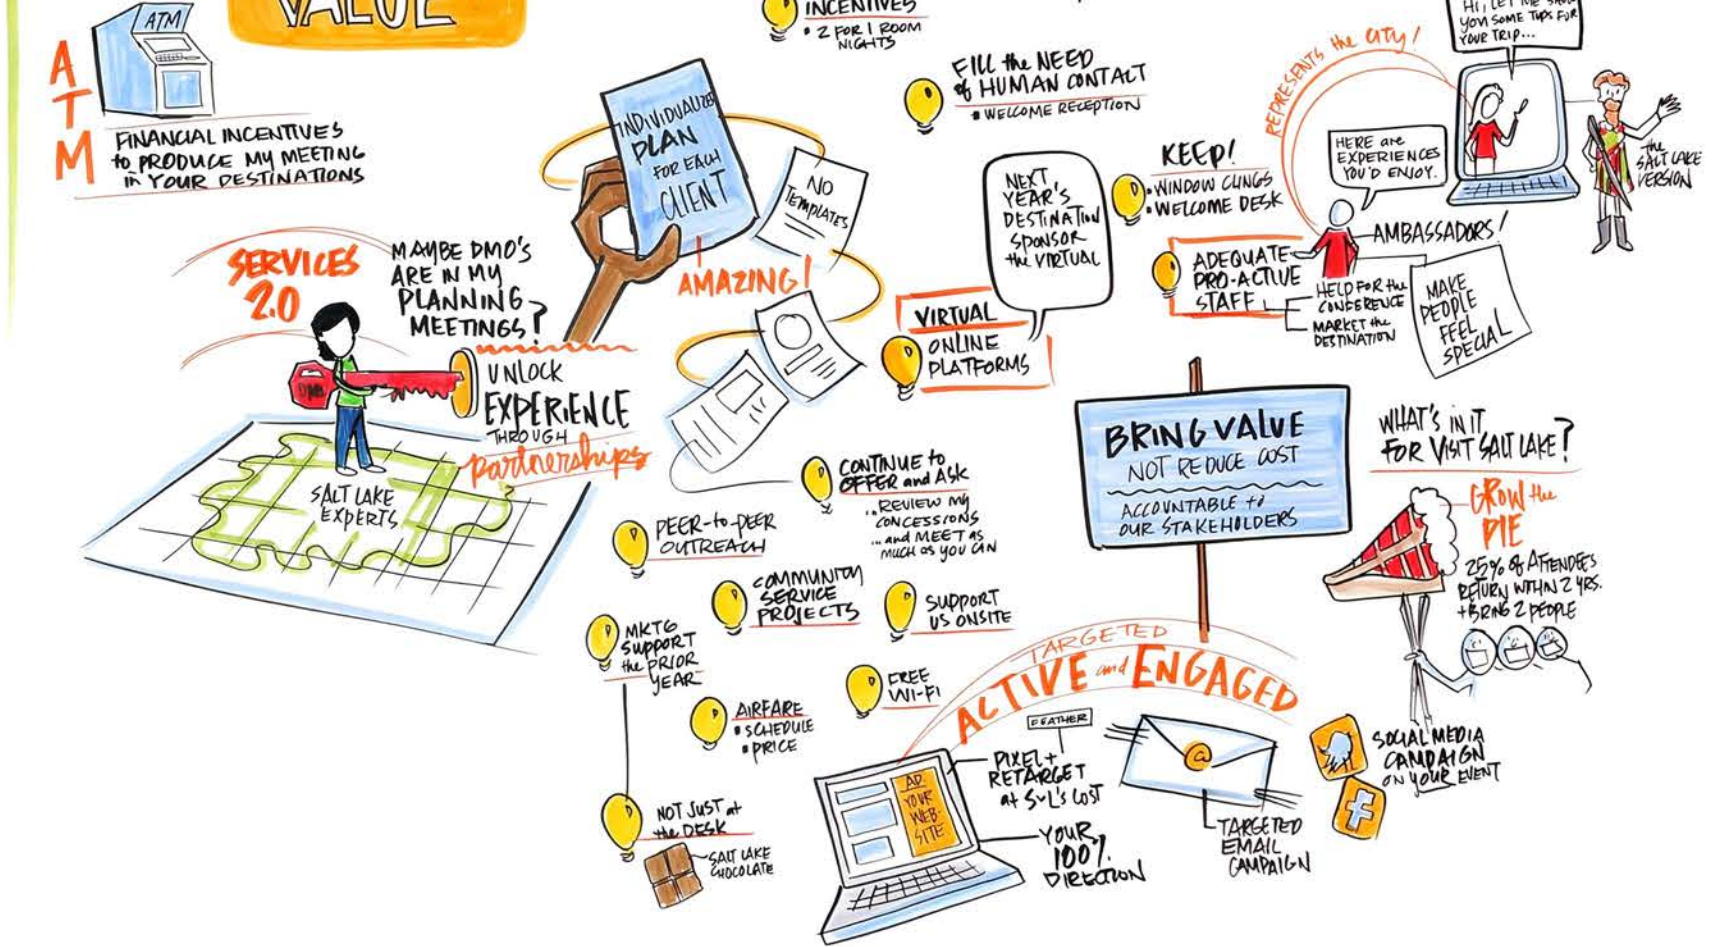 VALUE
ATM
ATM
FINANCIAL INCENTIVES
to PRODUCE MY MEETING
in YOUR DESTINATIONS
INCENTIVES
• 2 FOR 1 ROOM
NIGHTS
FILL the NEED
of HUMAN CONTACT
• WELCOME RECEPTION
INDIVIDUALIZED
PLAN
FOR EACH
CLIENT
NO
TEMPLATES
AMAZING!
SERVICES
2.0
MAYBE DMO'S
ARE IN MY
PLANNING
MEETINGS?
DMO
UNLOCK
EXPERIENCE
THROUGH
partnerships
SALT LAKE
EXPERTS
NEXT
YEAR'S
DESTINATION
SPONSOR
the VIRTUAL
VIRTUAL
ONLINE
PLATFORMS
KEEP!
• WINDOW CLINGS
• WELCOME DESK
REPRESENTS the CITY!
HI, LET ME
YOU SOME TIPS FOR
YOUR TRIP...
HERE are
EXPERIENCES
YOU'D ENJOY.
the
SALT LAKE
VERSION
ADEQUATE
PRO-ACTIVE
STAFF
AMBASSADORS!
HELP FOR the
CONFERENCE
MARKET the
DESTINATION
MAKE
PEOPLE
FEEL
SPECIAL
BRING VALUE
NOT REDUCE COST
ACCOUNTABLE to
OUR STAKEHOLDERS
WHAT'S IN IT
FOR VISIT SALT LAKE?
GROW the
PIE
25% of ATTENDEES
RETURN WITHIN 2 YRS.
+ BRING 2 PEOPLE
CONTINUE to
OFFER and ASK
...REVIEW MY
CONCESSIONS
...and MEET AS
MUCH as YOU CAN
PEER-to-PEER
OUTREACH
COMMUNITY
SERVICE
PROJECTS
SUPPORT
US ONSITE
MKTG
SUPPORT
the PRIOR
YEAR
FREE
WI-FI
AIRFARE
• SCHEDULE
• PRICE
NOT JUST at
the DESK
SALT LAKE
CHOCOLATE
TARGETED
ACTIVE and ENGAGED
FEATHER
PIXEL +
RETARGET
at SVL'S COST
AD.
YOUR
WEB-
SITE
YOUR
100%
DIRECTION
@
TARGETED
EMAIL
CAMPAIGN
SOCIAL MEDIA
CAMPAIGN
ON YOUR EVENT
f